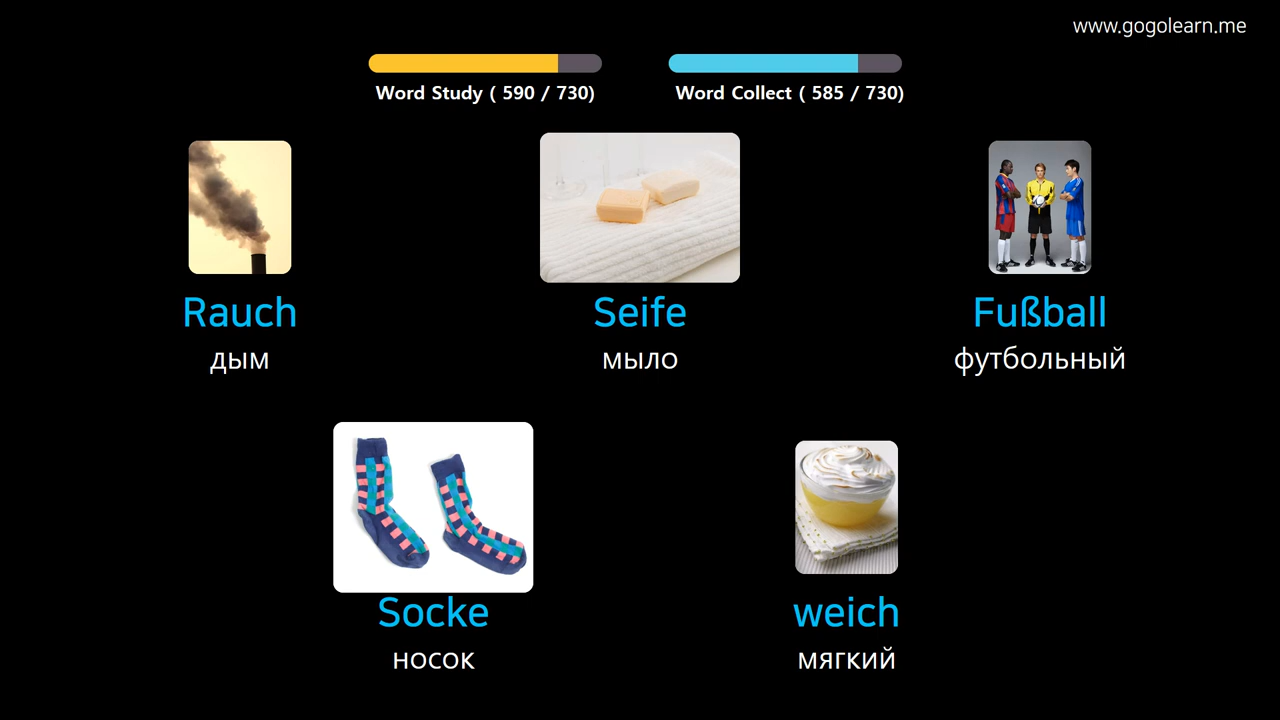 www.gogolearn.me
Word Study ( 590 / 730)
Word Collect ( 585 / 730)
Rauch
дым
Seife
мыло
Fußball
футбольный
Socke
носок
weich
мягкий